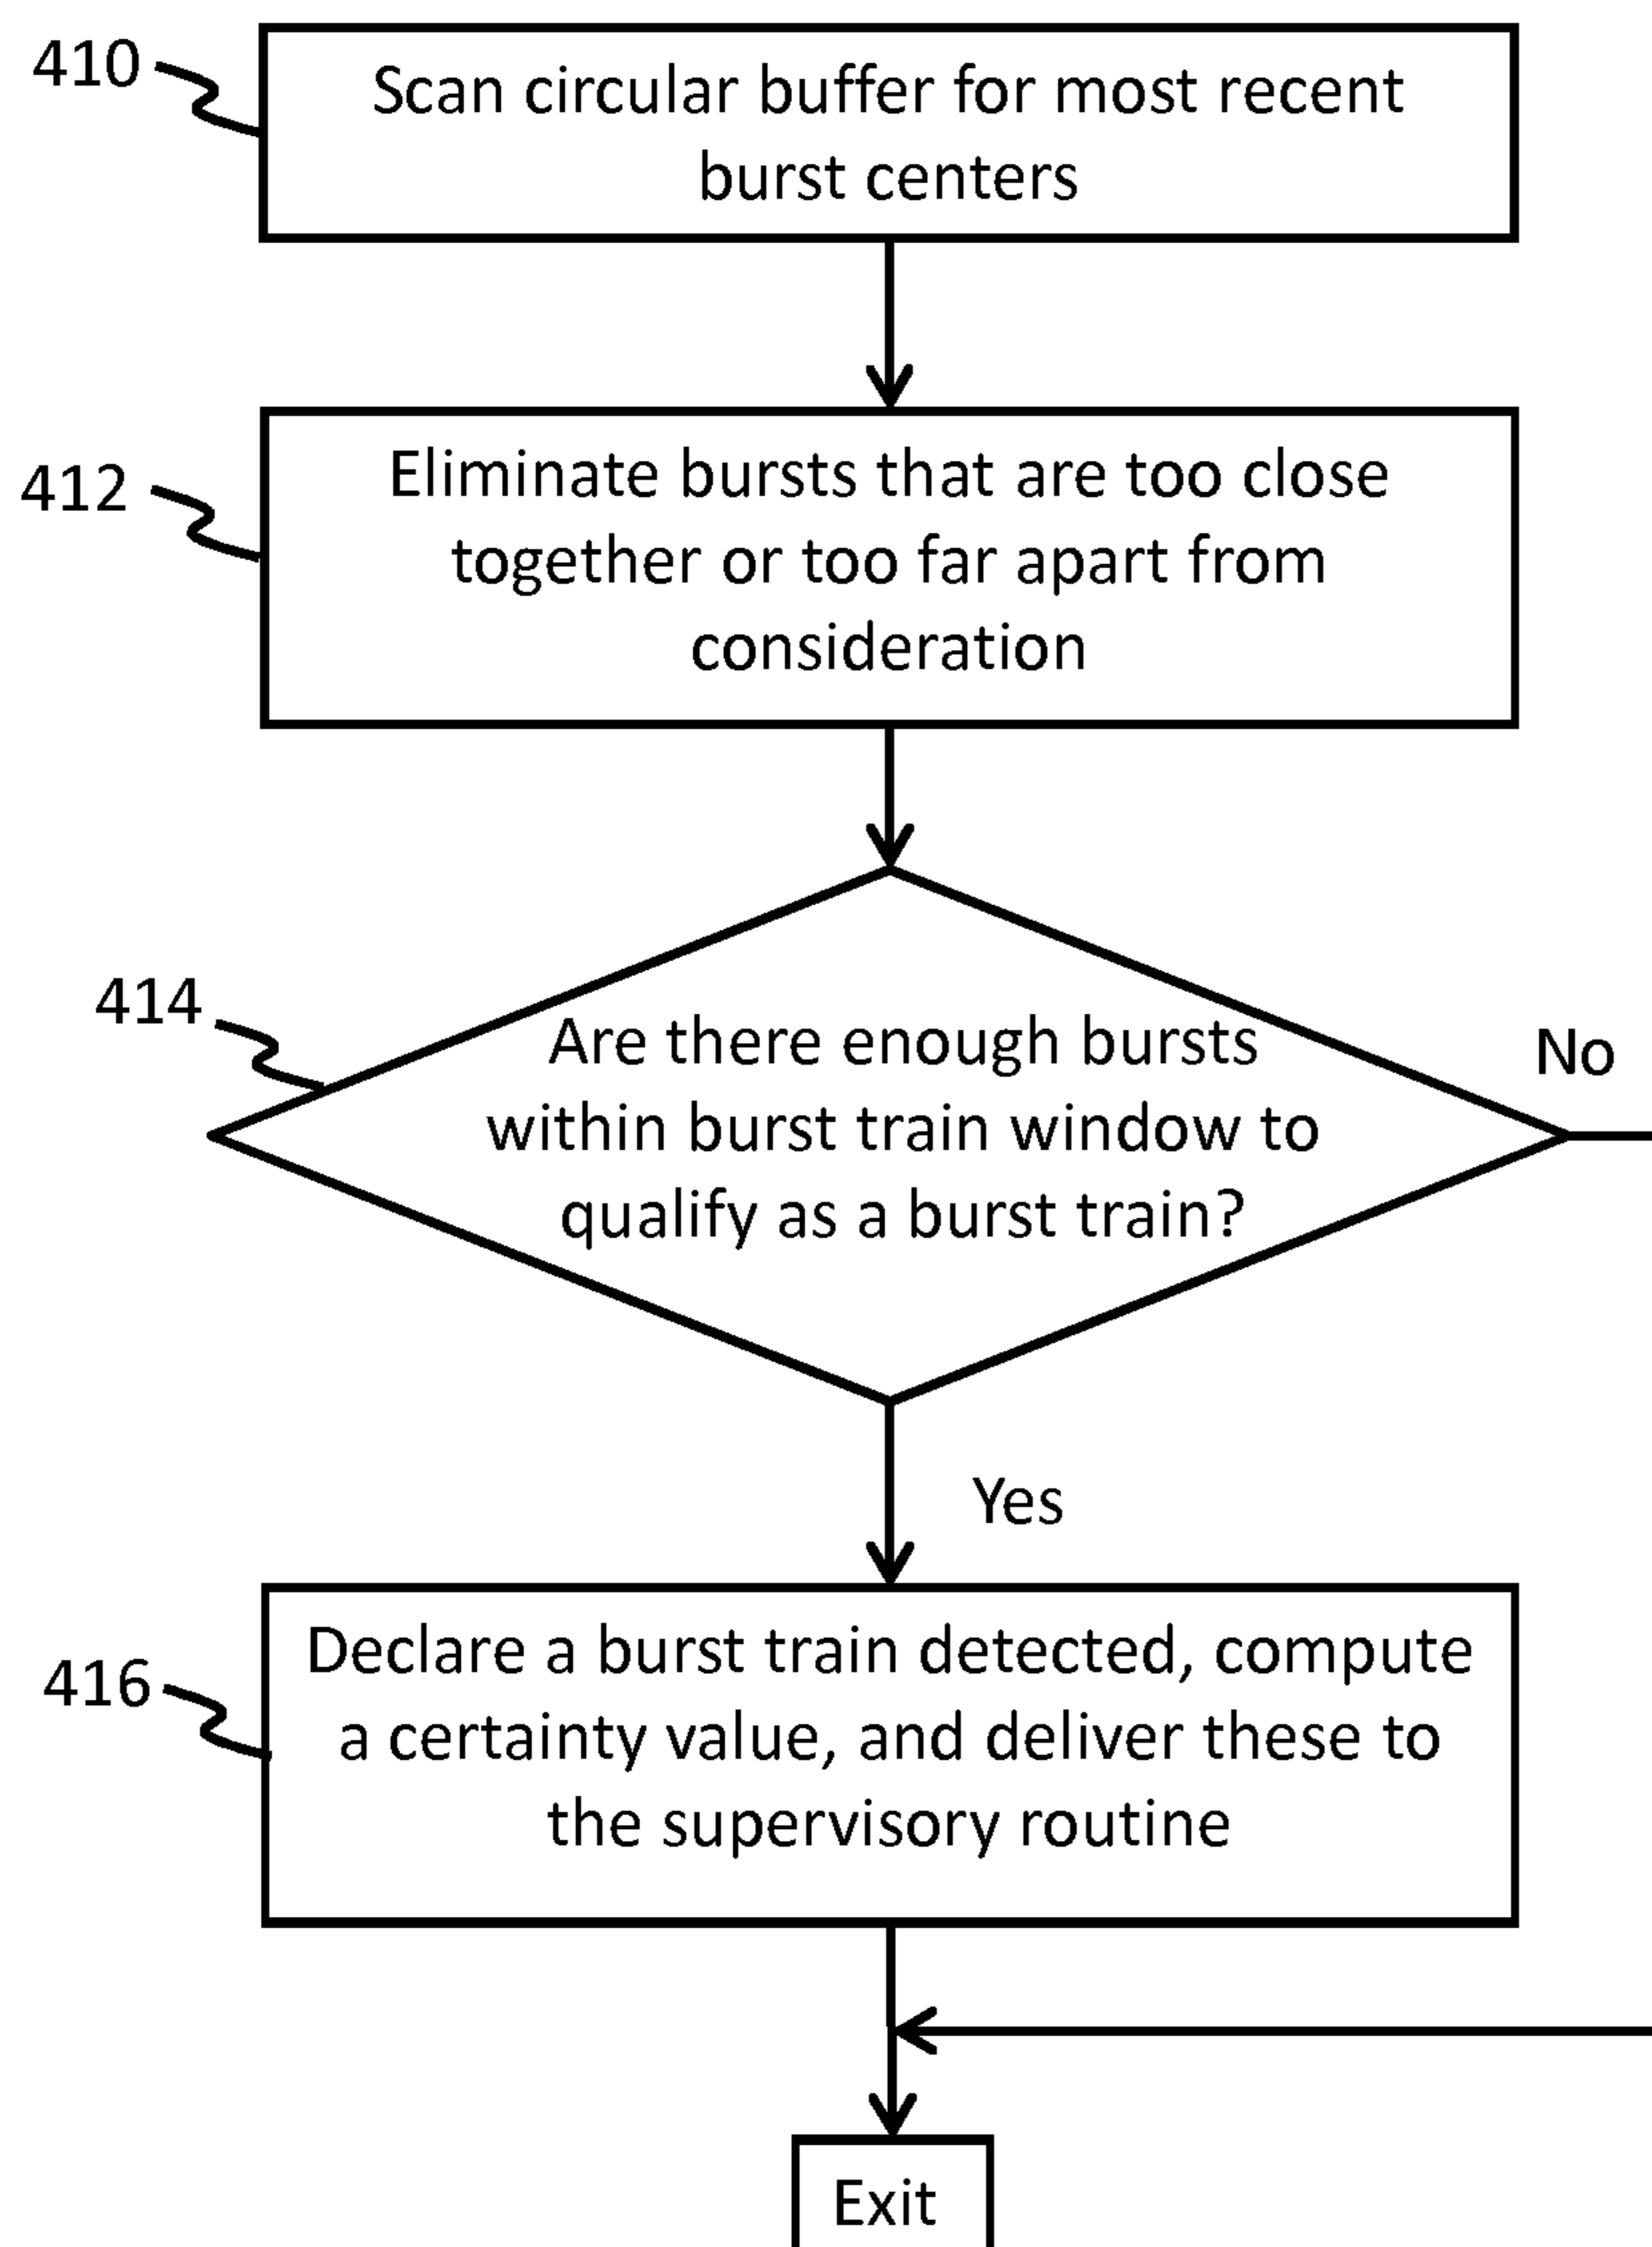 410
Scan circular buffer for most recent
burst centers
412
Eliminate bursts that are too close
together or too far apart from
consideration
414
Are there enough bursts
within burst train window to
qualify as a burst train?
No
Yes
416
Declare a burst train detected, compute
a certainty value, and deliver these to
the supervisory routine
Exit